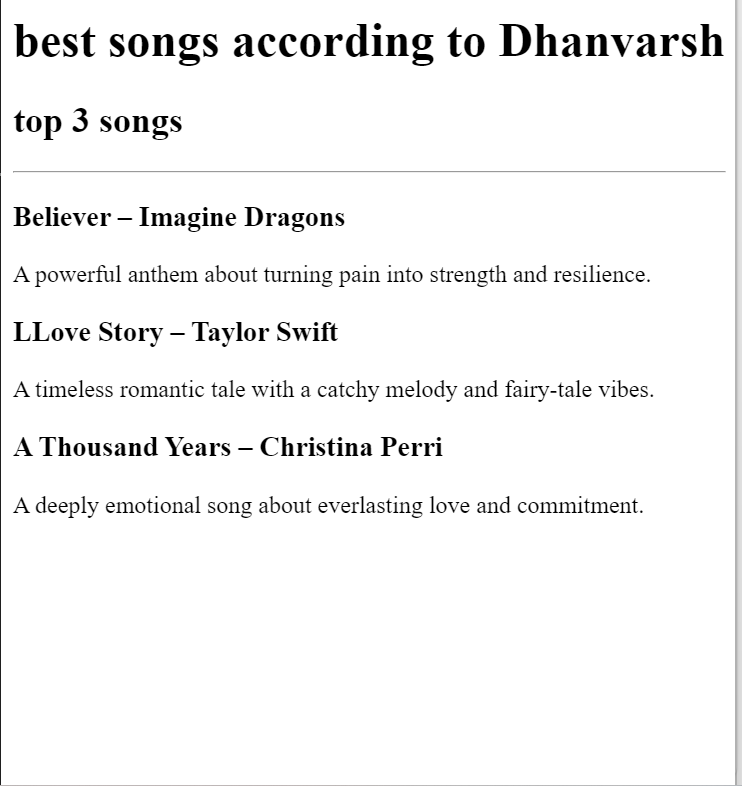 best songs according to Dhanvarsh
top 3 songs
Believer – Imagine Dragons
A powerful anthem about turning pain into strength and resilience.
LLove Story – Taylor Swift
A timeless romantic tale with a catchy melody and fairy-tale vibes.
A Thousand Years – Christina Perri
A deeply emotional song about everlasting love and commitment.